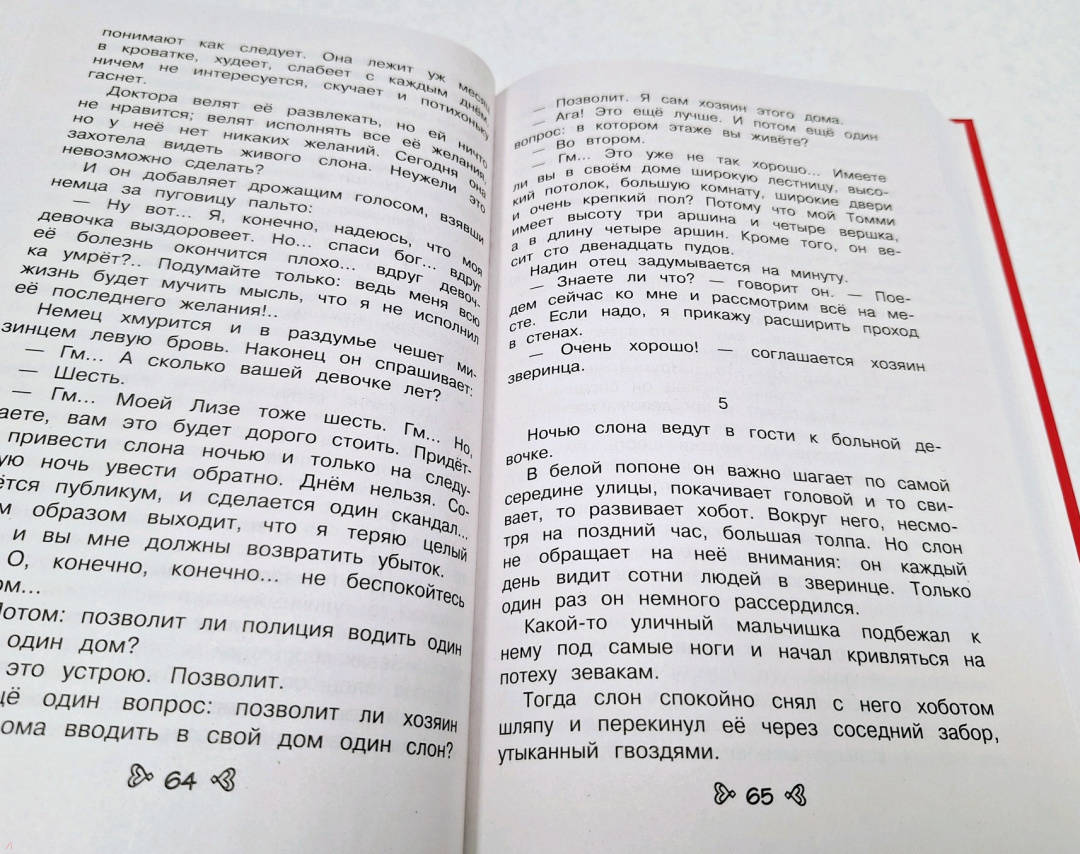 понимают как следует. Она лежит уж месяц
в кроватке, худеет, слабеет с каждым днём,
ничем не интересуется, скучает и потихоньку
гаснет.
Доктора велят её развлекать, но ей ничто
не нравится; велят исполнять все её желания,
но у неё нет никаких желаний. Сегодня она
захотела видеть живого слона. Неужели это
невозможно сделать?
И он добавляет дрожащим голосом, взявши
немца за пуговицу пальто:
— Ну вот... Я, конечно, надеюсь, что моя
девочка выздоровеет. Но... спаси бог... вдруг
её болезнь окончится плохо... вдруг девоч-
ка умрёт?.. Подумайте только: ведь меня всю
жизнь будет мучить мысль, что я не исполнил
её последнего желания!..
Немец хмурится и в раздумье чешет ми-
зинцем левую бровь. Наконец он спрашивает:
— Гм... А сколько вашей девочке лет?
— Шесть.
— Гм... Моей Лизе тоже шесть. Гм... Но,
аете, вам это будет дорого стоить. Придёт-
привести слона ночью и только на следу-
ую ночь увести обратно. Днём нельзя. Со-
ётся публикум, и сделается один скандал...
м образом выходит, что я теряю целый
и вы мне должны возвратить убыток.
О, конечно, конечно... не беспокойтесь
ом...
Потом: позволит ли полиция водить один
один дом?
это устрою. Позволит.
щё один вопрос: позволит ли хозяин
ома вводить в свой дом один слон?
64
— Позволит. Я сам хозяин этого дома.
— Ага! Это ещё лучше. И потом ещё один
вопрос: в котором этаже вы живёте?
— Во втором.
— Гм... Это уже не так хорошо... Имеете
ли вы в своём доме широкую лестницу, высо-
кий потолок, большую комнату, широкие двери
и очень крепкий пол? Потому что мой Томми
имеет высоту три аршина и четыре вершка,
а в длину четыре аршин. Кроме того, он ве-
сит сто двенадцать пудов.
Надин отец задумывается на минуту.
— Знаете ли что? — говорит он. — Пое-
дем сейчас ко мне и рассмотрим всё на ме-
сте. Если надо, я прикажу расширить проход
в стенах.
— Очень хорошо! — соглашается хозяин
зверинца.
5
Ночью слона ведут в гости к больной де-
вочке.
В белой попоне он важно шагает по самой
середине улицы, покачивает головой и то сви-
вает, то развивает хобот. Вокруг него, несмо-
тря на поздний час, большая толпа. Но слон
не обращает на неё внимания: он каждый
день видит сотни людей в зверинце. Только
один раз он немного рассердился.
Какой-то уличный мальчишка подбежал к
нему под самые ноги и начал кривляться на
потеху зевакам.
Тогда слон спокойно снял с него хоботом
шляпу и перекинул её через соседний забор,
утыканный гвоздями.
65